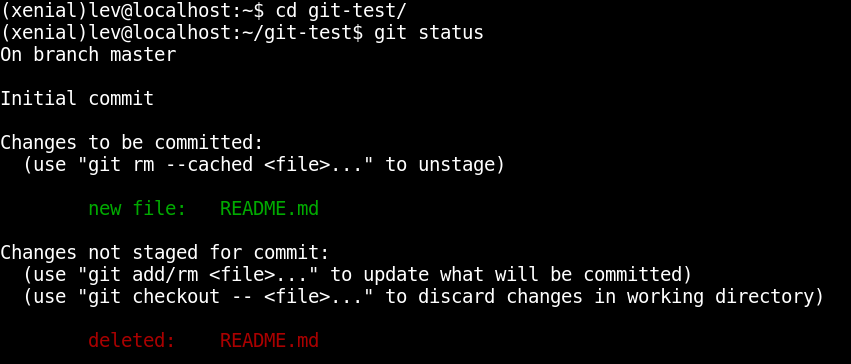 (xenial)lev@localhost:~$ cd git-test/
(xenial)lev@localhost:~/git-test$ git status
On branch master
Initial commit
Changes to be committed:
  (use "git rm --cached <file>..." to unstage)
        new file:   README.md
Changes not staged for commit:
  (use "git add/rm <file>..." to update what will be committed)
  (use "git checkout -- <file>..." to discard changes in working directory)
        deleted:    README.md